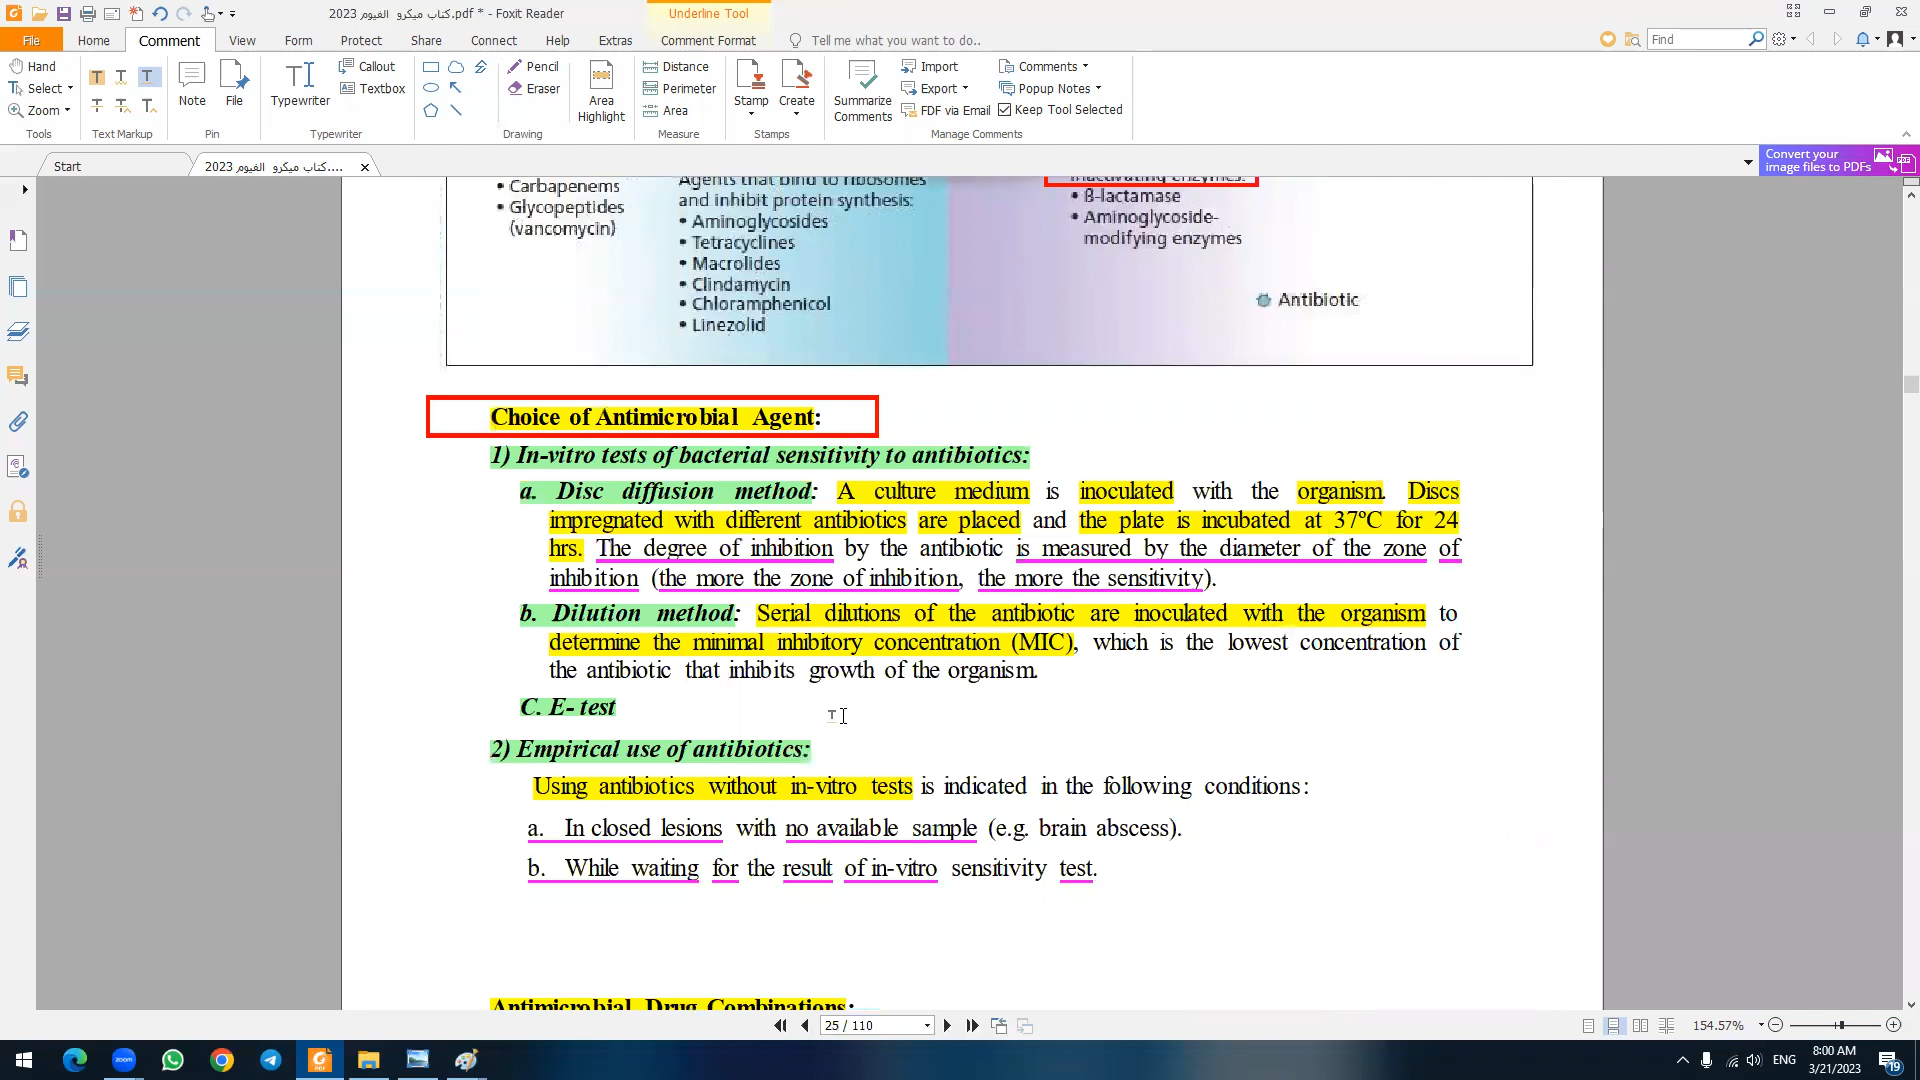 كتاب ميكرو الفيوم 2023.pdf * - Foxit Reader
Underline Tool
File
Home
Comment
View
Form
Protect
Share
Connect
Help
Extras
Comment Format
Tell me what you want to do..
Find
Hand
Select
Zoom
Tools
Text Markup
Note
File
Pin
Typewriter
Callout
Textbox
Typewriter
Pencil
Eraser
Drawing
Area
Highlight
Distance
Perimeter
Area
Measure
Stamp
Create
Stamps
Summarize
Comments
Import
Export
FDF via Email
Comments
Popup Notes
Keep Tool Selected
Manage Comments
Start
كتاب ميكرو الفيوم 2023....
Convert your
image files to PDFs
• Carbapenems
• Glycopeptides
(vancomycin)
Agents that bind to ribosomes
and inhibit protein synthesis:
• Aminoglycosides
• Tetracyclines
• Macrolides
• Clindamycin
• Chloramphenicol
• Linezolid
inactivating enzymes:
• ß-lactamase
• Aminoglycoside-
modifying enzymes
Antibiotic
Choice of Antimicrobial Agent:
1) In-vitro tests of bacterial sensitivity to antibiotics:
a. Disc diffusion method: A culture medium is inoculated with the organism. Discs
impregnated with different antibiotics are placed and the plate is incubated at 37ºC for 24
hrs. The degree of inhibition by the antibiotic is measured by the diameter of the zone of
inhibition (the more the zone of inhibition, the more the sensitivity).
b. Dilution method: Serial dilutions of the antibiotic are inoculated with the organism to
determine the minimal inhibitory concentration (MIC), which is the lowest concentration of
the antibiotic that inhibits growth of the organism.
C. E- test
2) Empirical use of antibiotics:
Using antibiotics without in-vitro tests is indicated in the following conditions:
a. In closed lesions with no available sample (e.g. brain abscess).
b. While waiting for the result of in-vitro sensitivity test.
Antimicrobial Drug Combinations:
25 / 110
154.57%
zoom
PDF
ENG
8:00 AM
3/21/2023
19